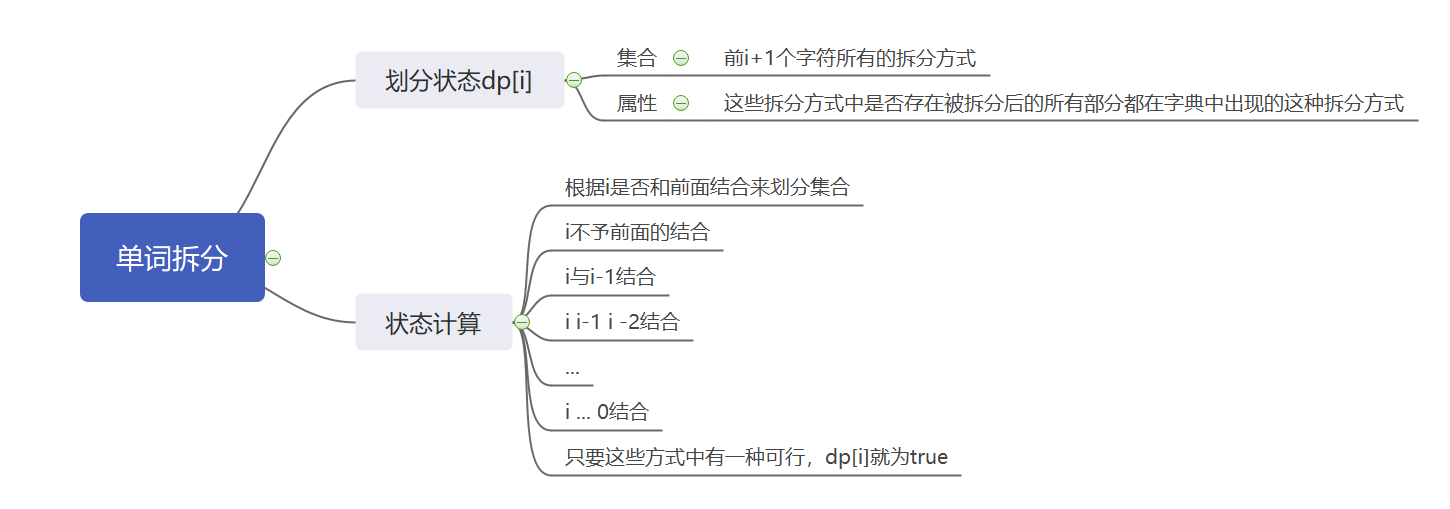 单词拆分
划分状态dp[i]
集合
前i+1个字符所有的拆分方式
属性
这些拆分方式中是否存在被拆分后的所有部分都在字典中出现的这种拆分方式
状态计算
根据i是否和前面结合来划分集合
i不予前面的结合
i与i-1结合
i i-1 i -2结合
...
i ... 0结合
只要这些方式中有一种可行，dp[i]就为true